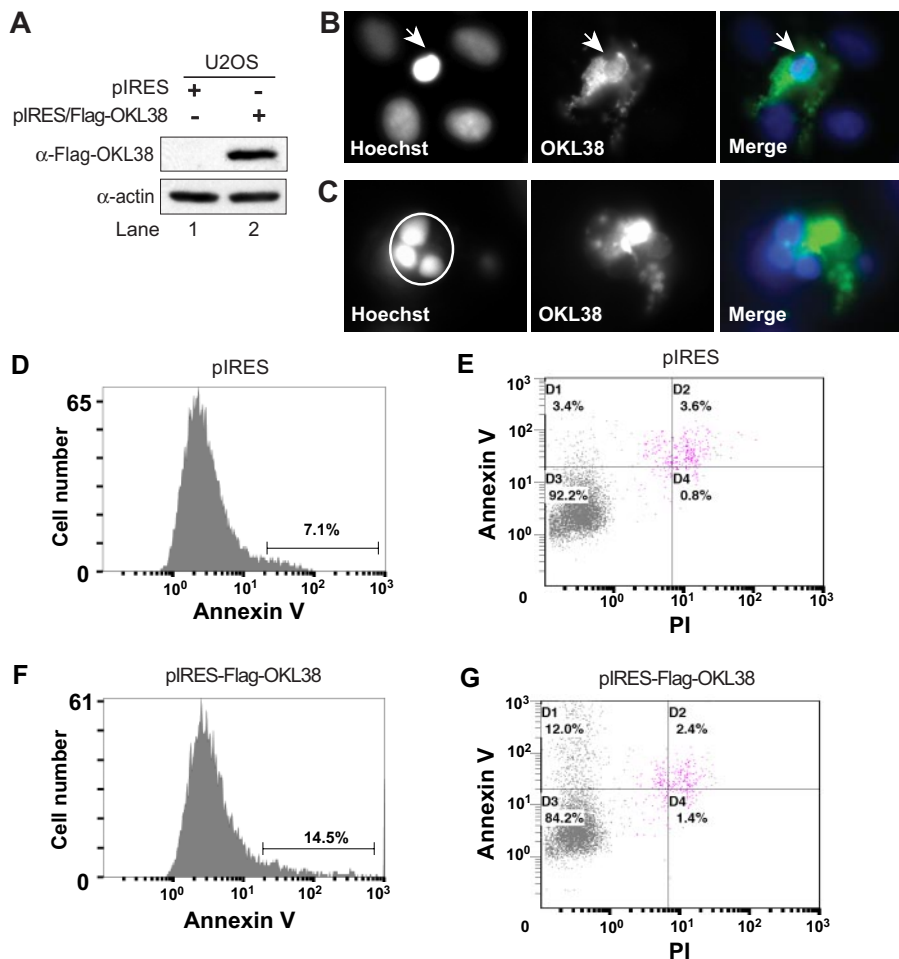 A
U2OS
pIRES + -
pIRES/Flag-OKL38 - +
α-Flag-OKL38
α-actin
Lane 1 2
B
Hoechst OKL38 Merge
C
Hoechst OKL38 Merge
D
pIRES
65
Cell number
7.1%
0
10⁰ 10¹ 10² 10³
Annexin V
E
pIRES
10³
D1 D2
3.4% 3.6%
10²
Annexin V
10¹
D3 D4
92.2% 0.8%
10⁰
0 10⁰ 10¹ 10² 10³
PI
F
pIRES-Flag-OKL38
61
Cell number
14.5%
0
10⁰ 10¹ 10² 10³
Annexin V
G
pIRES-Flag-OKL38
10³
D1 D2
12.0% 2.4%
10²
Annexin V
10¹
D3 D4
84.2% 1.4%
10⁰
0 10⁰ 10¹ 10² 10³
PI